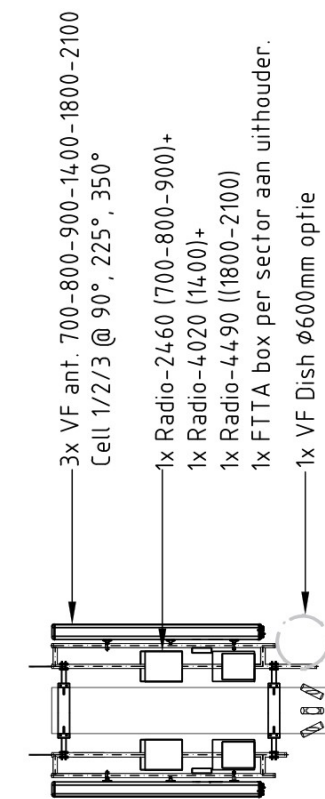 3x VF ant. 700-800-900-1400-1800-2100
Cell 1/2/3 @ 90°, 225°, 350°
1x Radio-2460 (700-800-900)+
1x Radio-4020 (1400)+
1x Radio-4490 ((1800-2100)
1x FTTA box per sector aan uithouder.
1x VF Dish Ø600mm optie